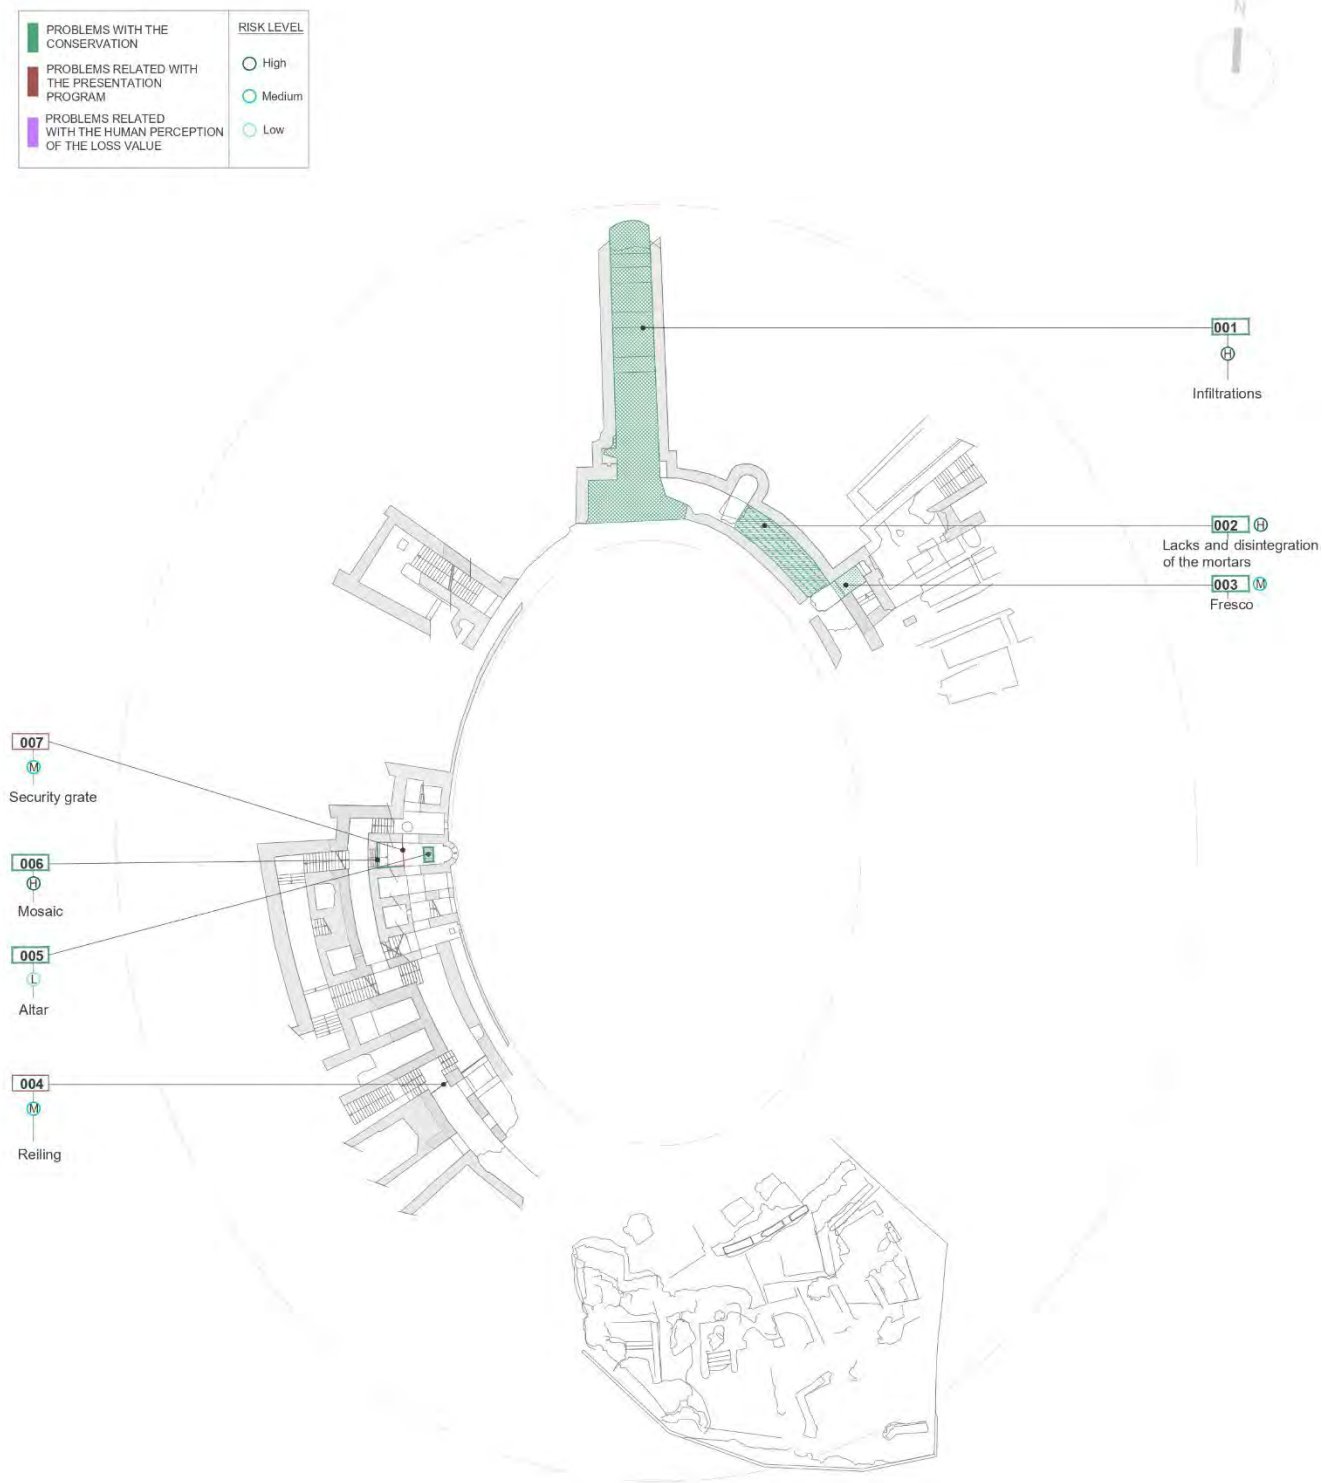 PROBLEMS WITH THE
CONSERVATION
PROBLEMS RELATED WITH
THE PRESENTATION
PROGRAM
PROBLEMS RELATED
WITH THE HUMAN PERCEPTION
OF THE LOSS VALUE
RISK LEVEL
High
Medium
Low
N
001
H
Infiltrations
002 H
Lacks and disintegration
of the mortars
003 M
Fresco
007
M
Security grate
006
H
Mosaic
005
L
Altar
004
M
Reiling